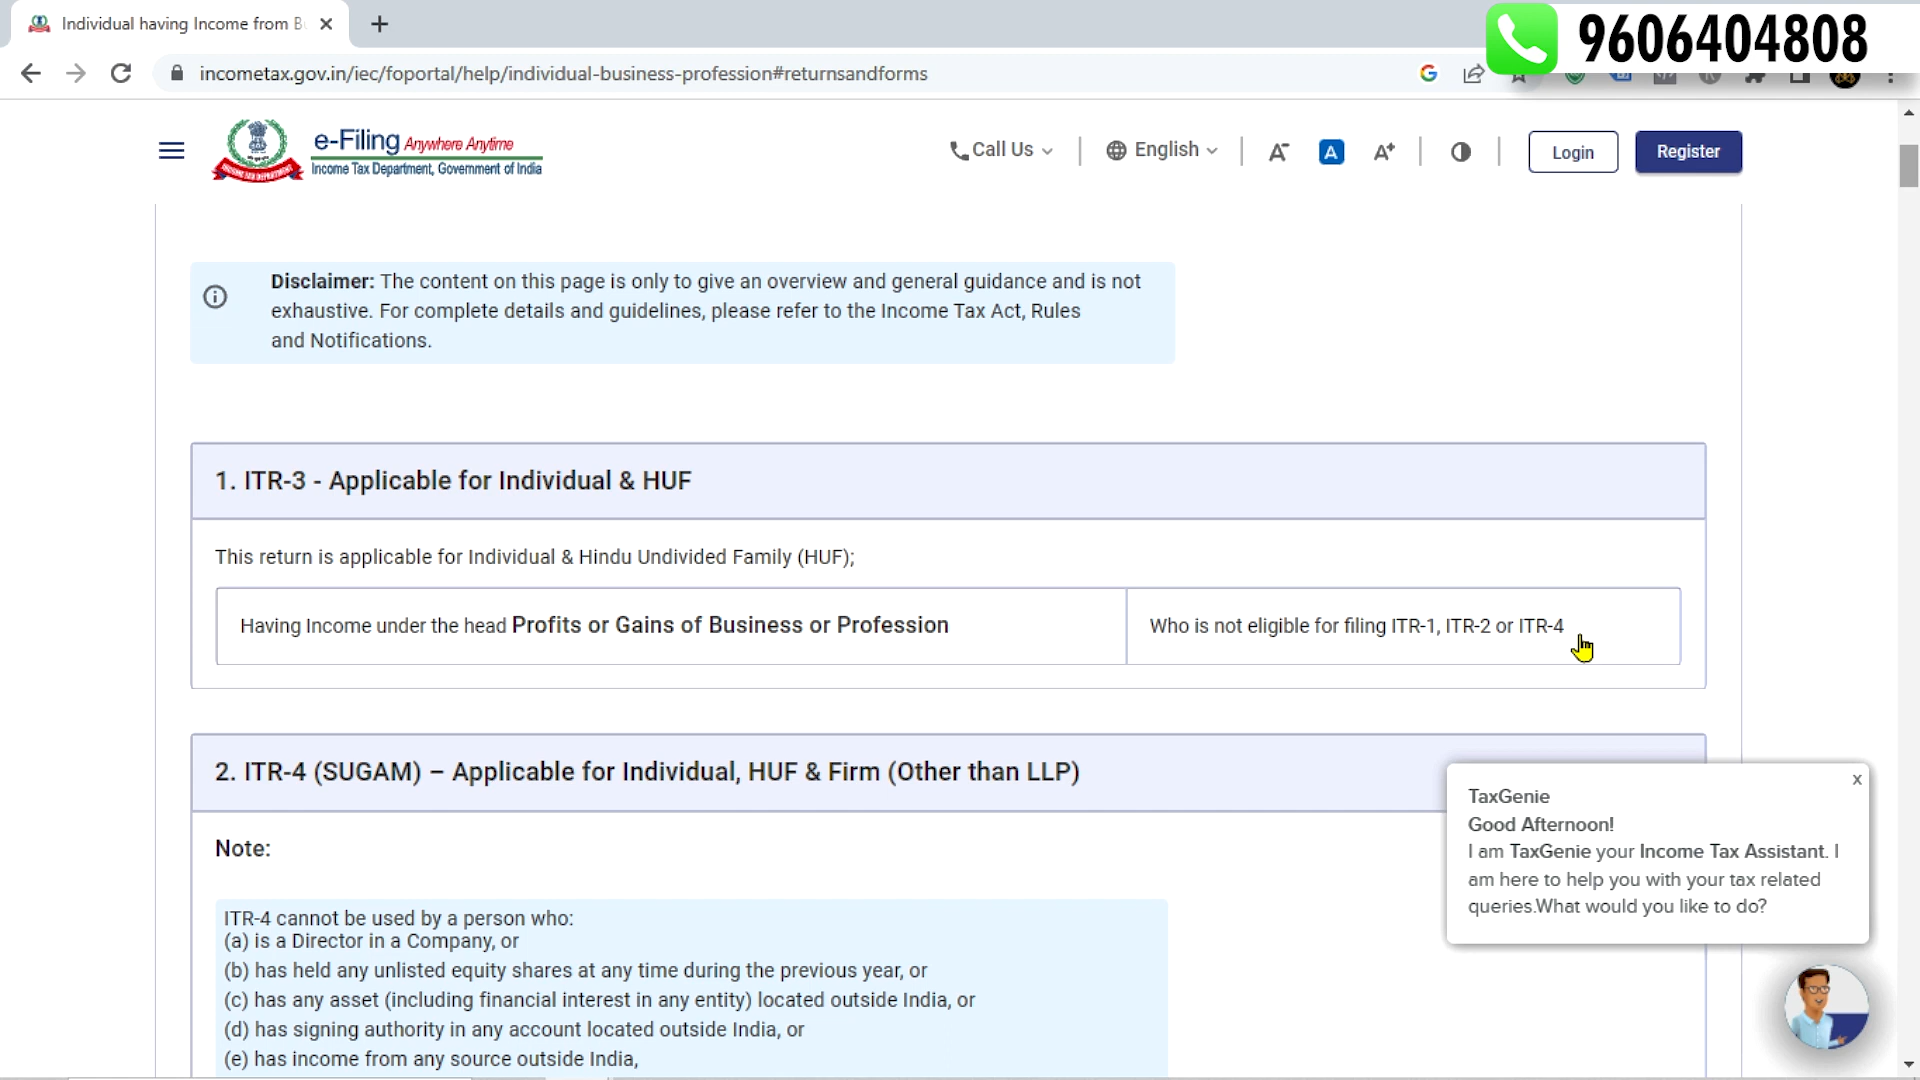 Individual having Income from B
9606404808
incometax.gov.in/iec/foportal/help/individual-business-profession#returnsandforms
e-Filing Anywhere Anytime
Income Tax Department, Government of India
Call Us
English
A-
A
A+
Login
Register
Disclaimer: The content on this page is only to give an overview and general guidance and is not
exhaustive. For complete details and guidelines, please refer to the Income Tax Act, Rules
and Notifications.
1. ITR-3 - Applicable for Individual & HUF
This return is applicable for Individual & Hindu Undivided Family (HUF);
Having Income under the head Profits or Gains of Business or Profession
Who is not eligible for filing ITR-1, ITR-2 or ITR-4
2. ITR-4 (SUGAM) – Applicable for Individual, HUF & Firm (Other than LLP)
Note:
ITR-4 cannot be used by a person who:
(a) is a Director in a Company, or
(b) has held any unlisted equity shares at any time during the previous year, or
(c) has any asset (including financial interest in any entity) located outside India, or
(d) has signing authority in any account located outside India, or
(e) has income from any source outside India,
x
TaxGenie
Good Afternoon!
I am TaxGenie your Income Tax Assistant. I
am here to help you with your tax related
queries.What would you like to do?